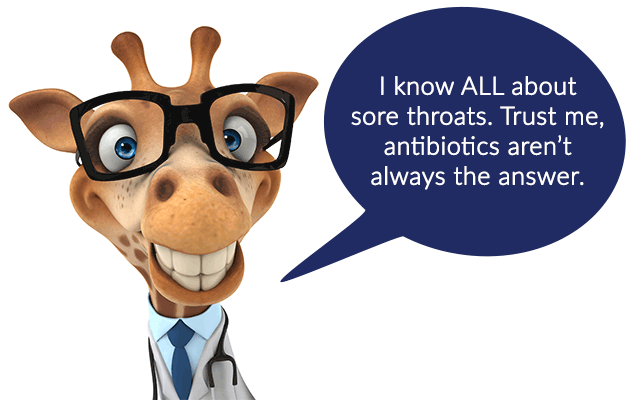 I know ALL about
sore throats. Trust me,
antibiotics aren’t
always the answer.